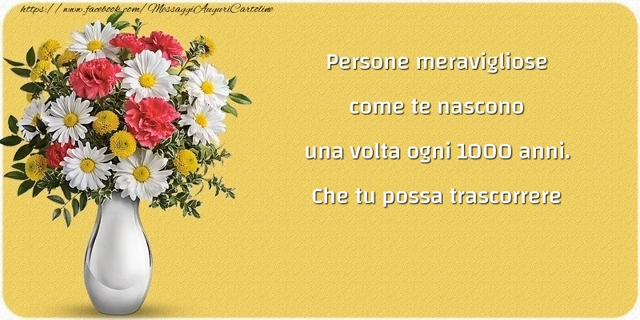 https://www.facebook.com/MessaggiAuguriCartoline
Persone meravigliose
come te nascono
una volta ogni 1000 anni.
Che tu possa trascorrere